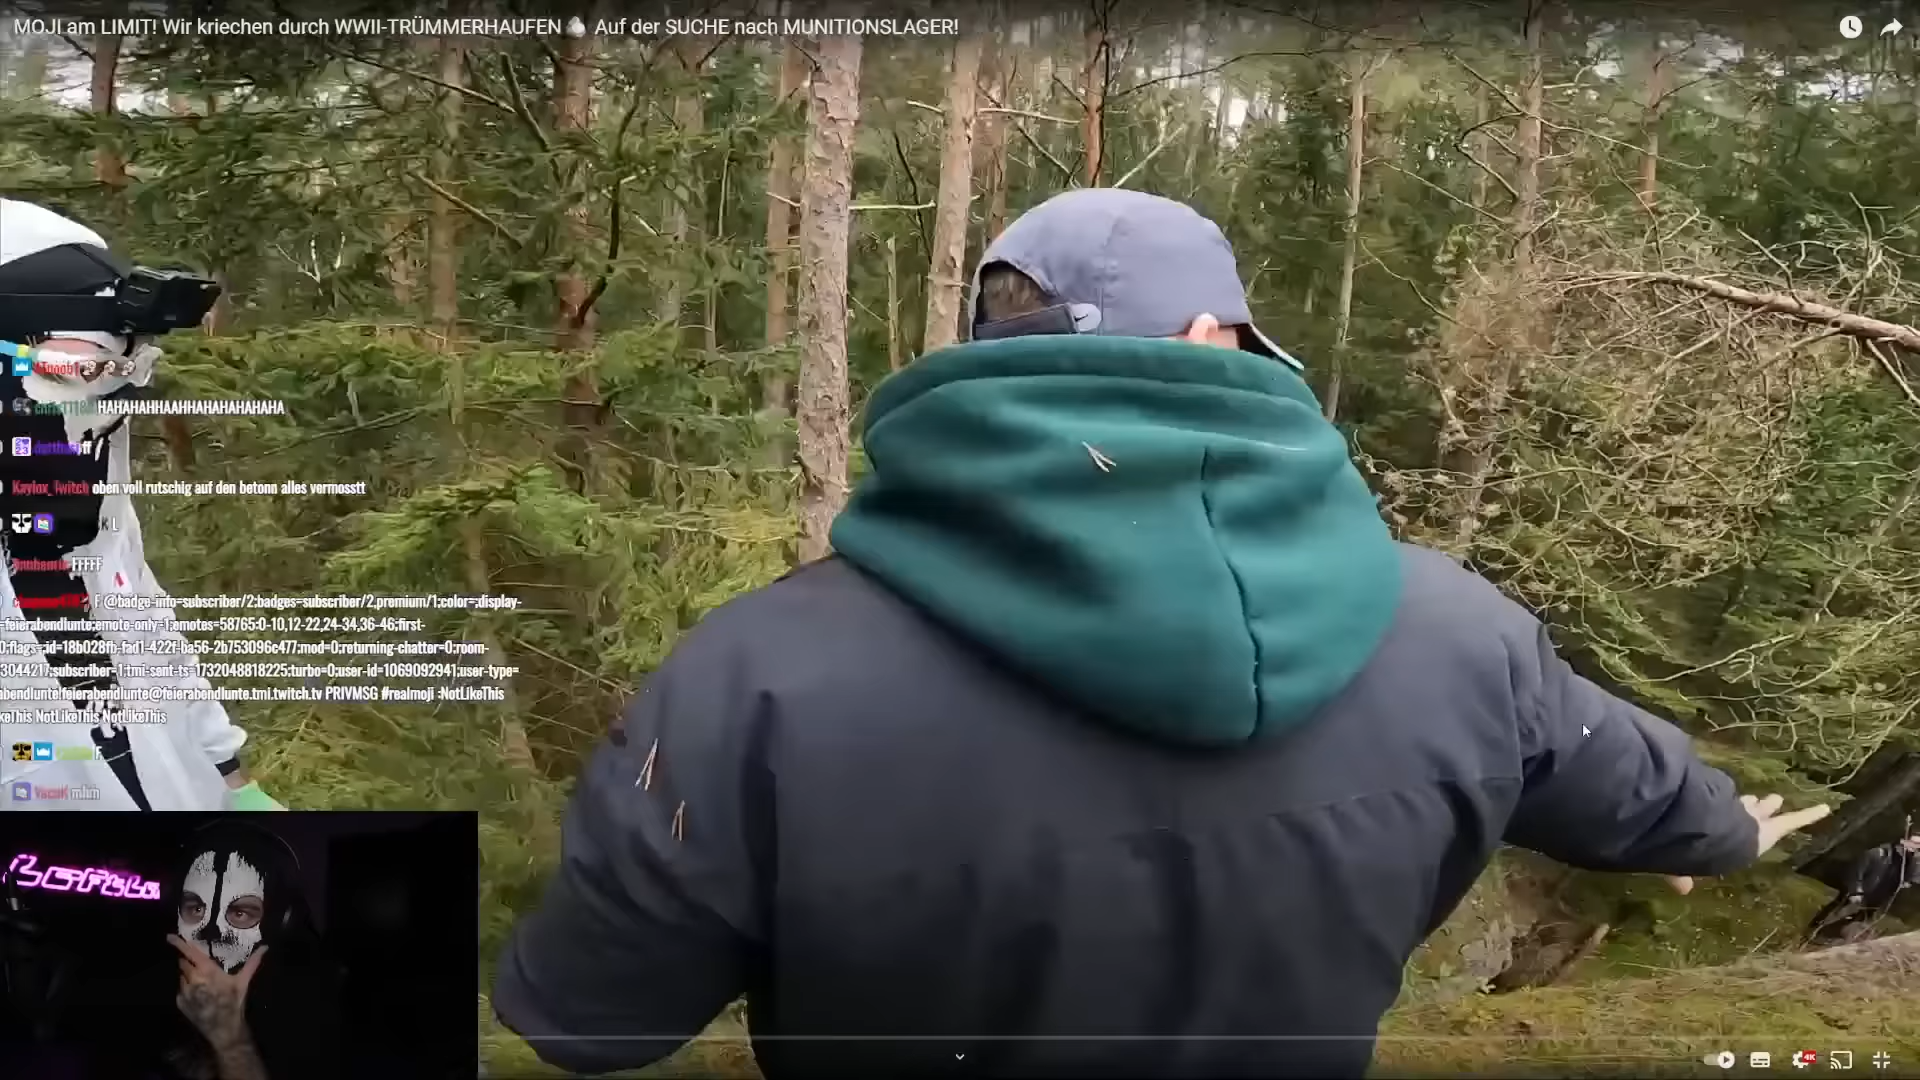 MOJI am LIMIT! Wir kriechen durch WWII-TRÜMMERHAUFEN Auf der SUCHE nach MUNITIONSLAGER!
HAHAHAHHAAHHAHAHAHAHAHA
ff
Kaylox_Twitch oben voll rutschig auf den betonn alles vermosstt
L
FFFFF
F @badge-info=subscriber/2;badges=subscriber/2,premium/1;color=;display-
=feierabendlunte;emote-only=1;emotes=58765:0-10,12-22,24-34,36-46;first-
0;flags=;id=18b028fb-fad1-422f-ba56-2b753096c477;mod=0;returning-chatter=0;room-
3044217;subscriber=1;tmi-sent-ts=1732048818225;turbo=0;user-id=1069092941;user-type=
abendlunte!feierabendlunte@feierabendlunte.tmi.twitch.tv PRIVMSG #realmoji :NotLikeThis
keThis NotLikeThis NotLikeThis
F
mhm
4K